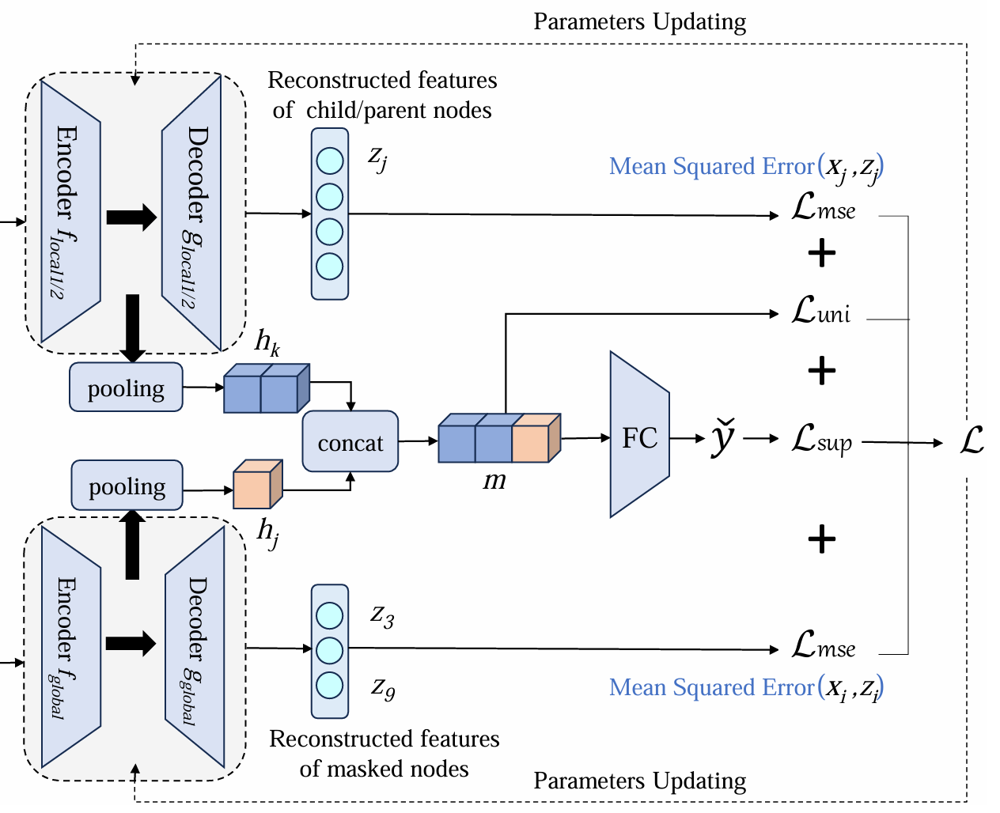 Parameters Updating
Reconstructed features
of child/parent nodes
Encoder f_local1/2
Decoder g_local1/2
z_j
Mean Squared Error(x_j ,z_j)
ℒmse
+
ℒuni
h_k
pooling
+
concat
m
FC
y̌
ℒsup
ℒ
pooling
h_j
+
Encoder f_global
Decoder g_global
z_3
z_9
ℒmse
Mean Squared Error(x_i ,z_i)
Reconstructed features
of masked nodes
Parameters Updating